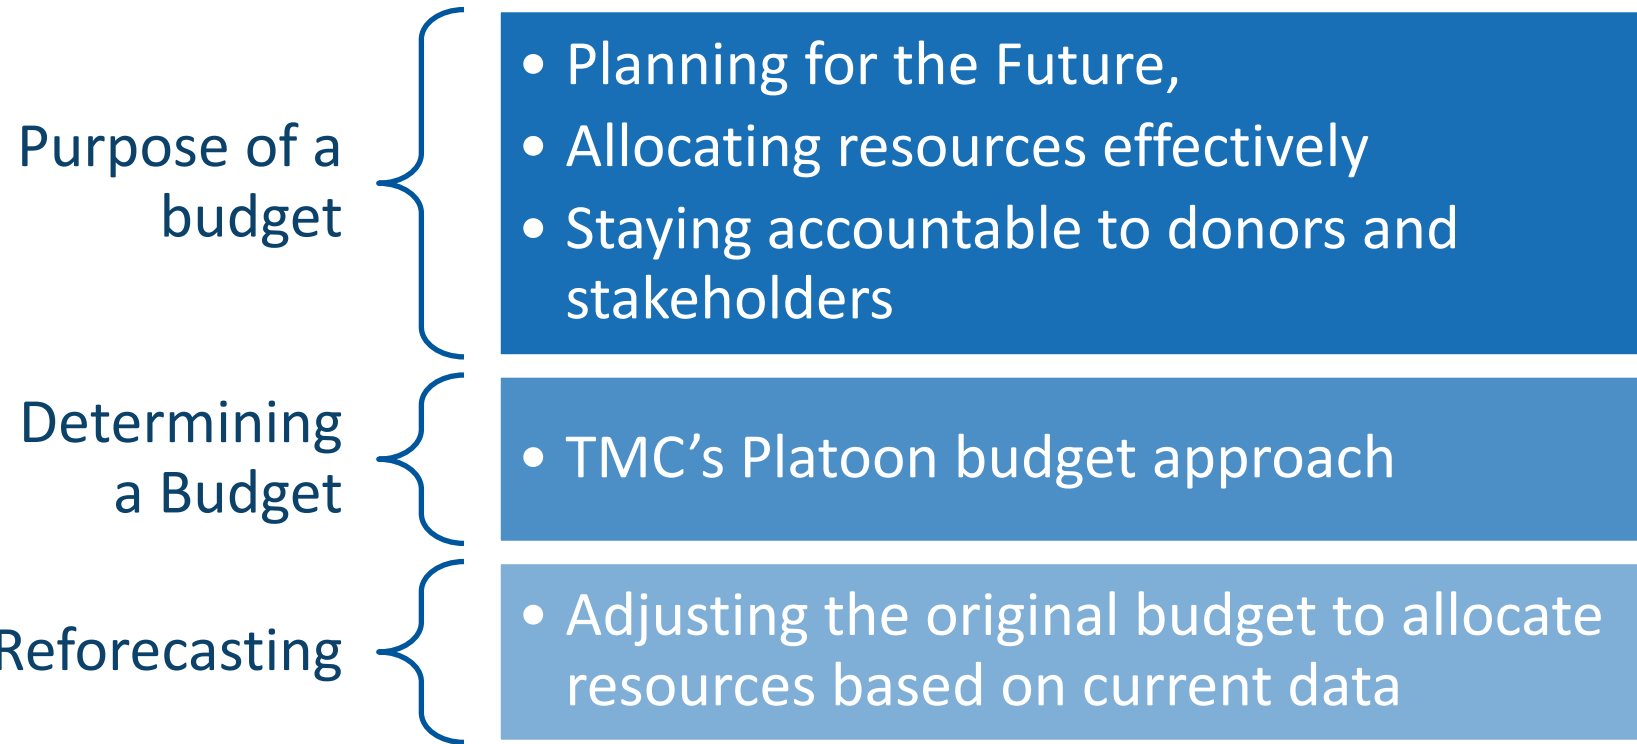 Purpose of a
budget
• Planning for the Future,
• Allocating resources effectively
• Staying accountable to donors and
stakeholders
Determining
a Budget
• TMC’s Platoon budget approach
Reforecasting
• Adjusting the original budget to allocate
resources based on current data